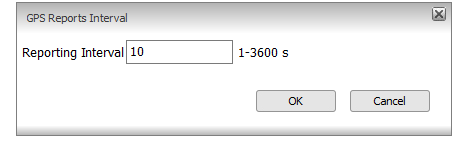 GPS Reports Interval
Reporting Interval 10 1-3600 s
OK Cancel